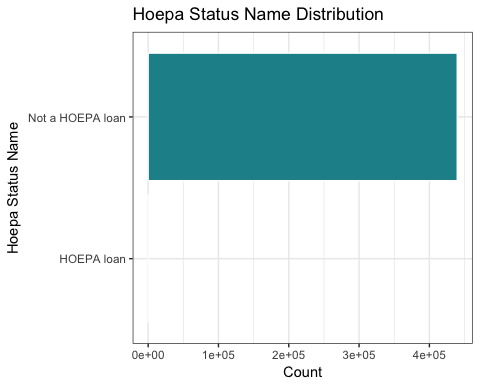 Hoepa Status Name Distribution
Hoepa Status Name
Not a HOEPA loan
HOEPA loan
0e+00 1e+05 2e+05 3e+05 4e+05
Count